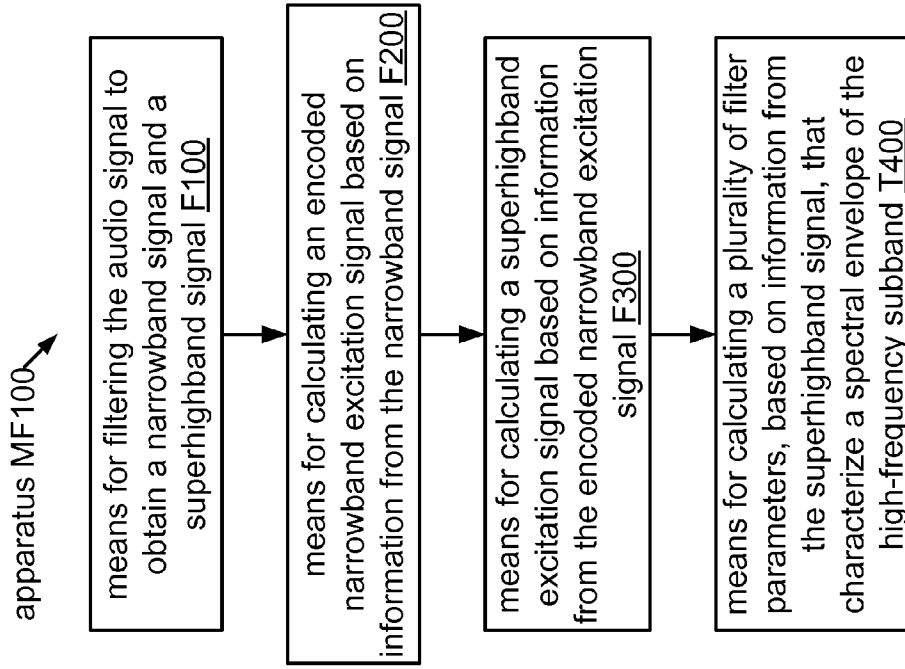 apparatus MF100
means for filtering the audio signal to
obtain a narrowband signal and a
superhighband signal F100
means for calculating an encoded
narrowband excitation signal based on
information from the narrowband signal F200
means for calculating a superhighband
excitation signal based on information
from the encoded narrowband excitation
signal F300
means for calculating a plurality of filter
parameters, based on information from
the superhighband signal, that
characterize a spectral envelope of the
high-frequency subband T400